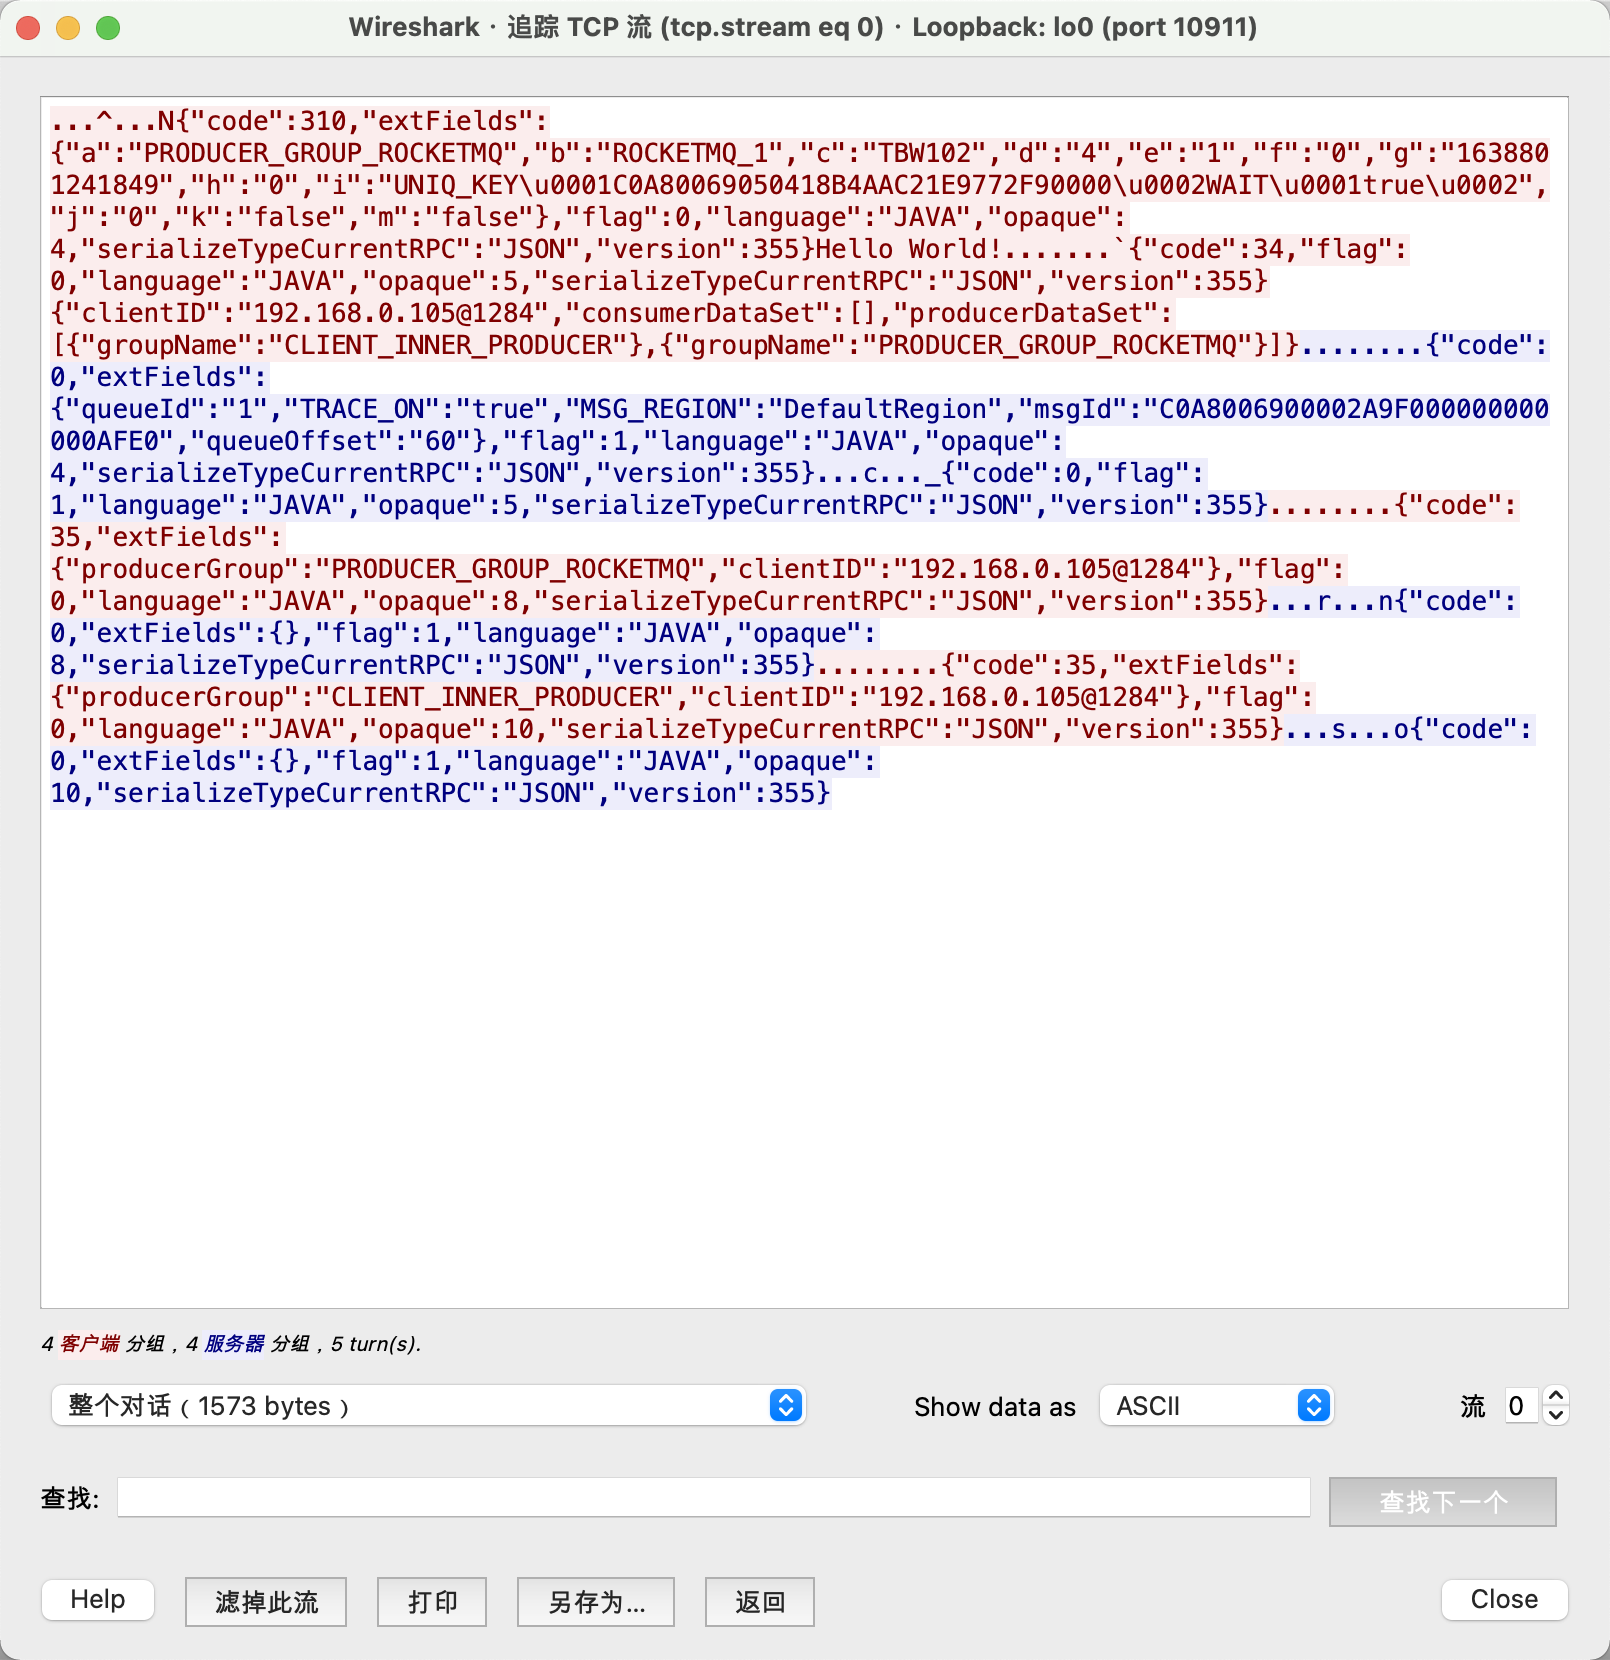 Wireshark · 追踪 TCP 流 (tcp.stream eq 0) · Loopback: lo0 (port 10911)
...^...N{"code":310,"extFields":
{"a":"PRODUCER_GROUP_ROCKETMQ","b":"ROCKETMQ_1","c":"TBW102","d":"4","e":"1","f":"0","g":"163880
1241849","h":"0","i":"UNIQ_KEY\u0001C0A80069050418B4AAC21E9772F90000\u0002WAIT\u0001true\u0002",
"j":"0","k":"false","m":"false"},"flag":0,"language":"JAVA","opaque":
4,"serializeTypeCurrentRPC":"JSON","version":355}Hello World!.......`{"code":34,"flag":
0,"language":"JAVA","opaque":5,"serializeTypeCurrentRPC":"JSON","version":355}
{"clientID":"192.168.0.105@1284","consumerDataSet":[],"producerDataSet":
[{"groupName":"CLIENT_INNER_PRODUCER"},{"groupName":"PRODUCER_GROUP_ROCKETMQ"}]}........{"code":
0,"extFields":
{"queueId":"1","TRACE_ON":"true","MSG_REGION":"DefaultRegion","msgId":"C0A8006900002A9F000000000
000AFE0","queueOffset":"60"},"flag":1,"language":"JAVA","opaque":
4,"serializeTypeCurrentRPC":"JSON","version":355}...c..._{"code":0,"flag":
1,"language":"JAVA","opaque":5,"serializeTypeCurrentRPC":"JSON","version":355}........{"code":
35,"extFields":
{"producerGroup":"PRODUCER_GROUP_ROCKETMQ","clientID":"192.168.0.105@1284"},"flag":
0,"language":"JAVA","opaque":8,"serializeTypeCurrentRPC":"JSON","version":355}...r...n{"code":
0,"extFields":{},"flag":1,"language":"JAVA","opaque":
8,"serializeTypeCurrentRPC":"JSON","version":355}........{"code":35,"extFields":
{"producerGroup":"CLIENT_INNER_PRODUCER","clientID":"192.168.0.105@1284"},"flag":
0,"language":"JAVA","opaque":10,"serializeTypeCurrentRPC":"JSON","version":355}...s...o{"code":
0,"extFields":{},"flag":1,"language":"JAVA","opaque":
10,"serializeTypeCurrentRPC":"JSON","version":355}
4 客户端 分组，4 服务器 分组，5 turn(s).
整个对话（1573 bytes） Show data as ASCII 流 0
查找: 查找下一个
Help 滤掉此流 打印 另存为... 返回 Close